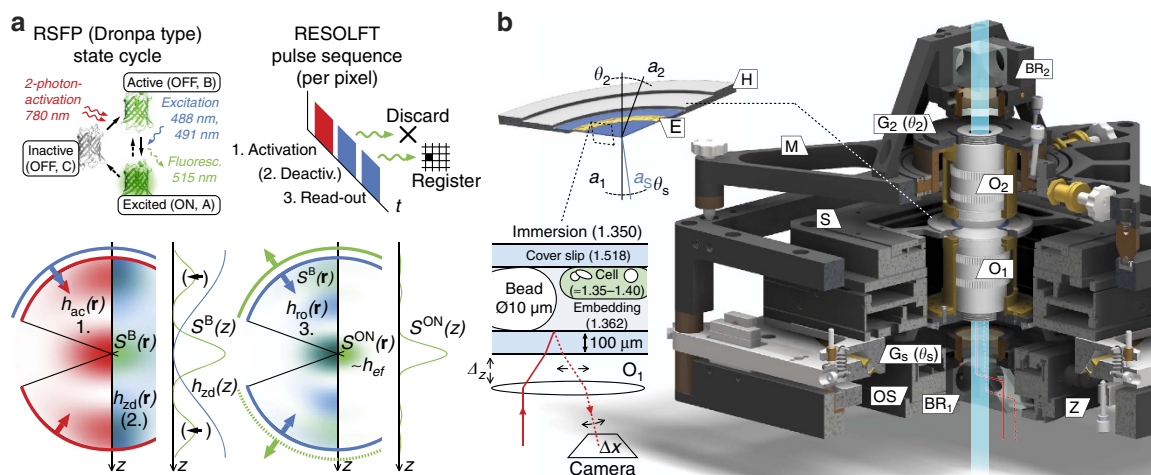 a
RSFP (Dronpa type)
state cycle
2-photon-
activation
780 nm
Active (OFF, B)
Excitation
488 nm,
491 nm
Inactive
(OFF, C)
Fluoresc.
515 nm
Excited (ON, A)
RESOLFT
pulse sequence
(per pixel)
Discard
1. Activation
(2. Deactiv.)
3. Read-out
Register
t
h_ac(r)
1.
S^B(r)
h_zd(r)
(2.)
z
( )
S^B(z)
h_zd(z)
( )
z
S^B(r)
h_ro(r)
3.
S^ON(r)
~h_ef
z
S^ON(z)
z
b
θ_2
a_2
H
E
a_1
a_S
θ_s
Immersion (1.350)
Cover slip (1.518)
Bead
Ø10 µm
Cell
(=1.35–1.40)
Embedding
(1.362)
100 µm
Δ_z
O_1
Δx
Camera
BR_2
G_2 (θ_2)
M
O_2
S
O_1
G_s (θ_s)
OS
BR_1
Z